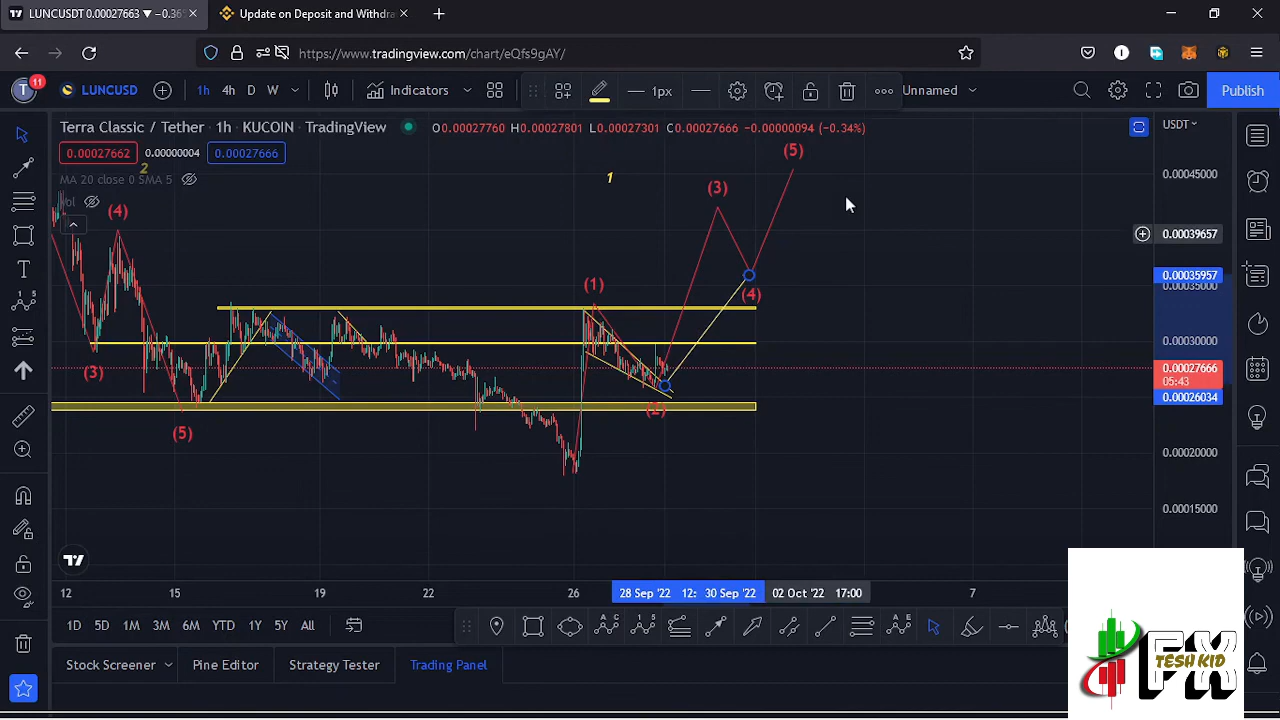 LUNCUSDT 0.00027663 ▼ −0.36%
Update on Deposit and Withdra
https://www.tradingview.com/chart/eQfs9gAY/
11
T
LUNCUSD
1h 4h D W
Indicators
1px
Unnamed
Publish
Terra Classic / Tether · 1h · KUCOIN · TradingView
O0.00027760 H0.00027801 L0.00027301 C0.00027666 −0.00000094 (−0.34%)
USDT
0.00027662 0.00000004 0.00027666
2
MA 20 close 0 SMA 5
Vol
1
(5)
(3)
(4)
(1)
(4)
(3)
(2)
(5)
0.00045000
0.00039657
0.00035957
0.00035000
0.00030000
0.00027666
05:43
0.00026034
0.00020000
0.00015000
12 15 19 22 26 28 Sep '22 12: 30 Sep '22 02 Oct '22 17:00 7
1D 5D 1M 3M 6M YTD 1Y 5Y All
Stock Screener Pine Editor Strategy Tester Trading Panel
FX
TESH KID